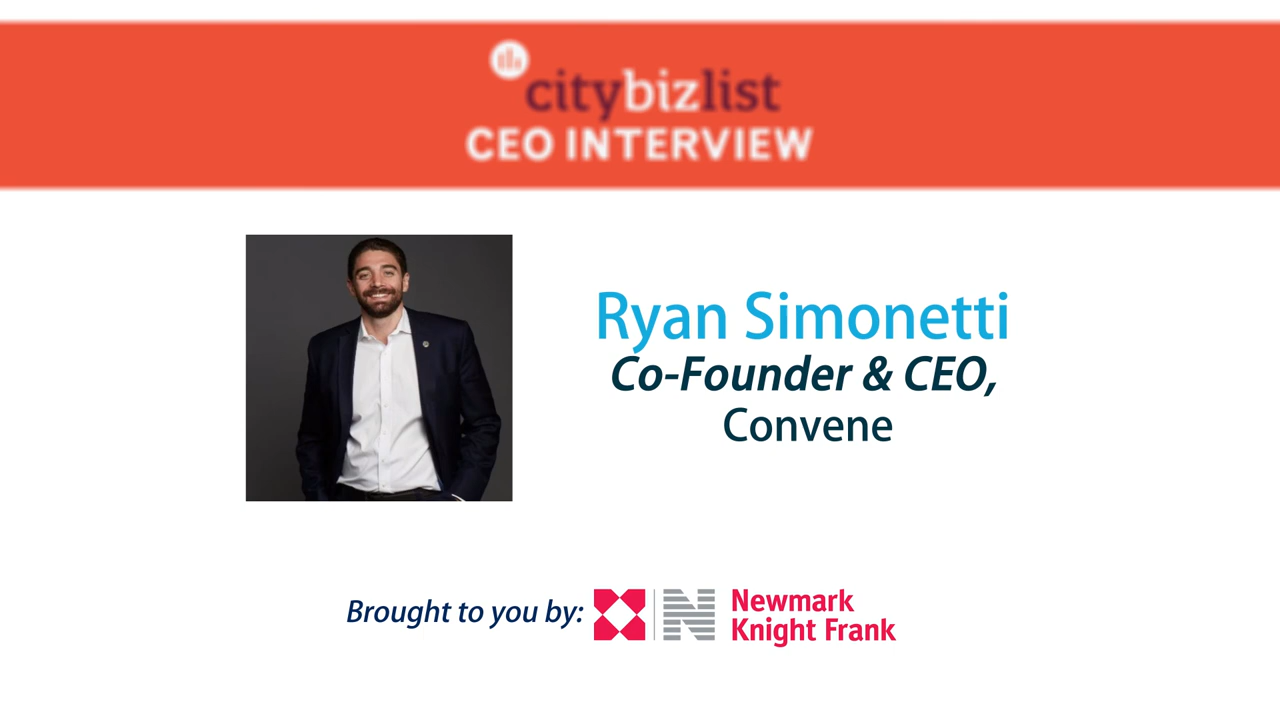 citybizlist
CEO INTERVIEW
Ryan Simonetti
Co-Founder & CEO,
Convene
Brought to you by:
Newmark
Knight Frank